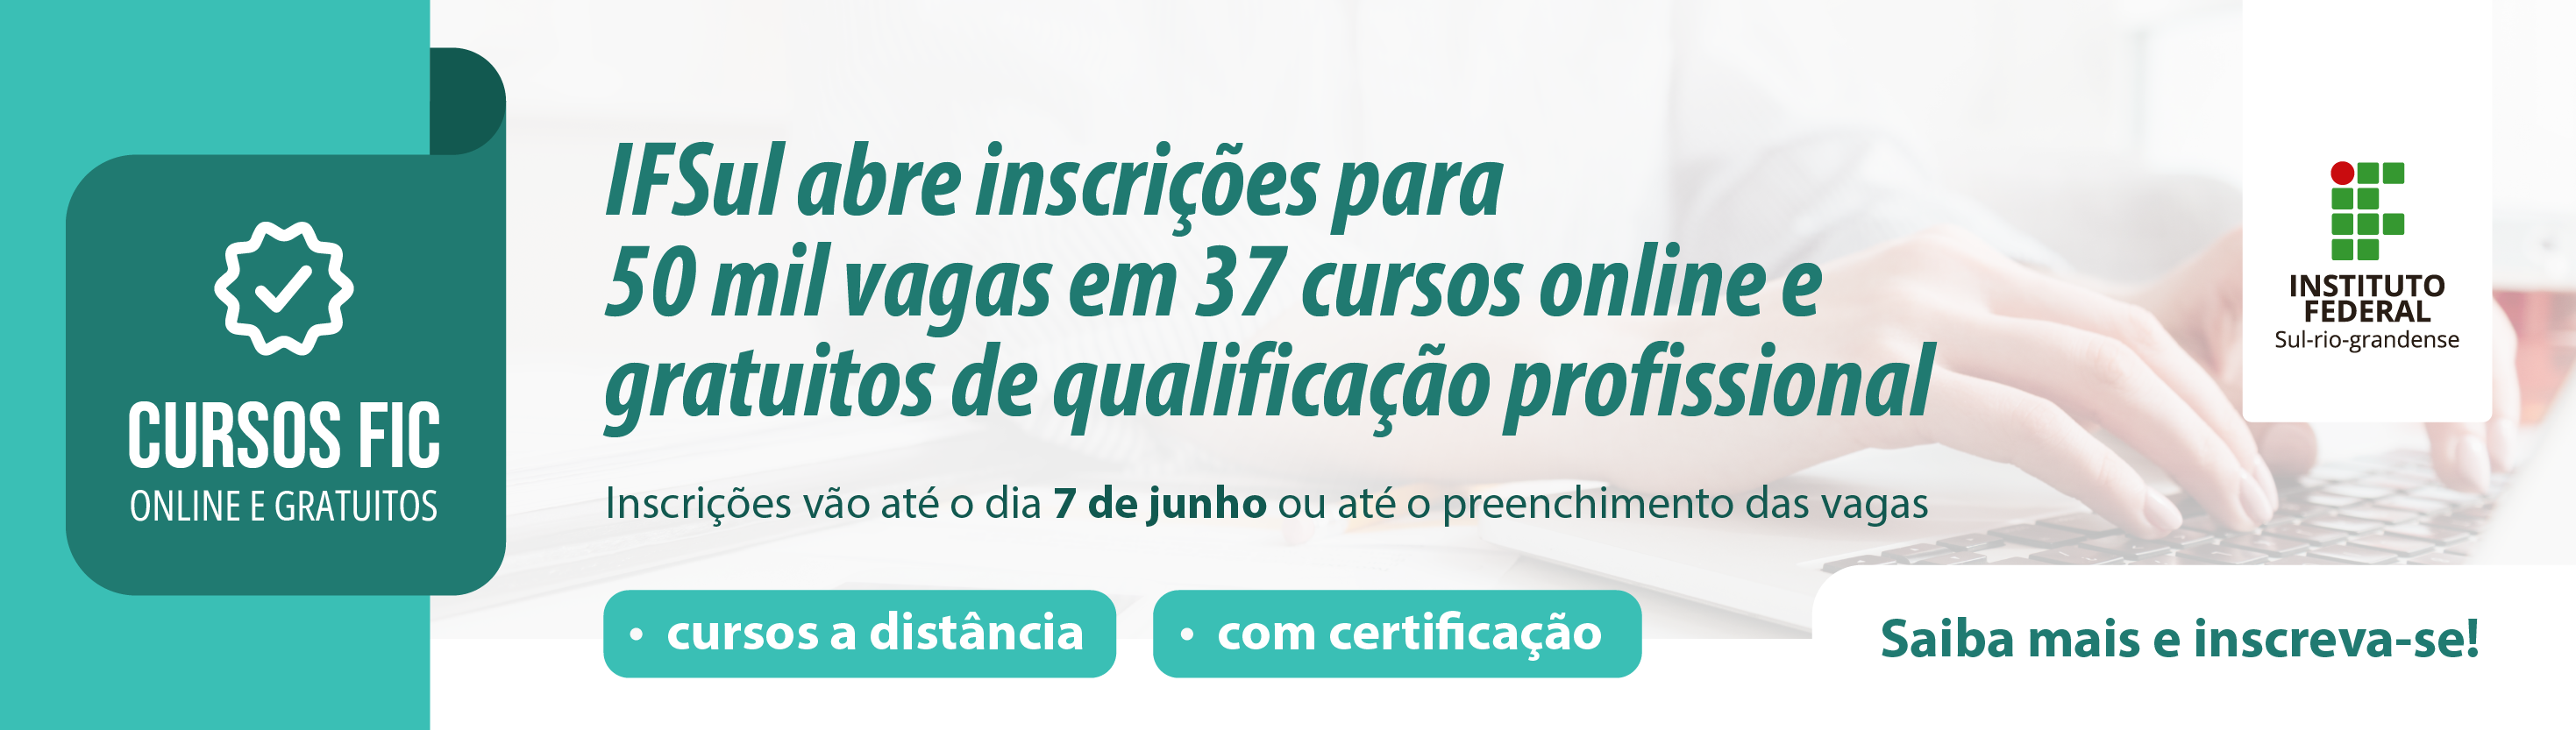 CURSOS FIC
ONLINE E GRATUITOS
IFSul abre inscrições para
50 mil vagas em 37 cursos online e
gratuitos de qualificação profissional
Inscrições vão até o dia 7 de junho ou até o preenchimento das vagas
• cursos a distância
• com certificação
INSTITUTO
FEDERAL
Sul-rio-grandense
Saiba mais e inscreva-se!